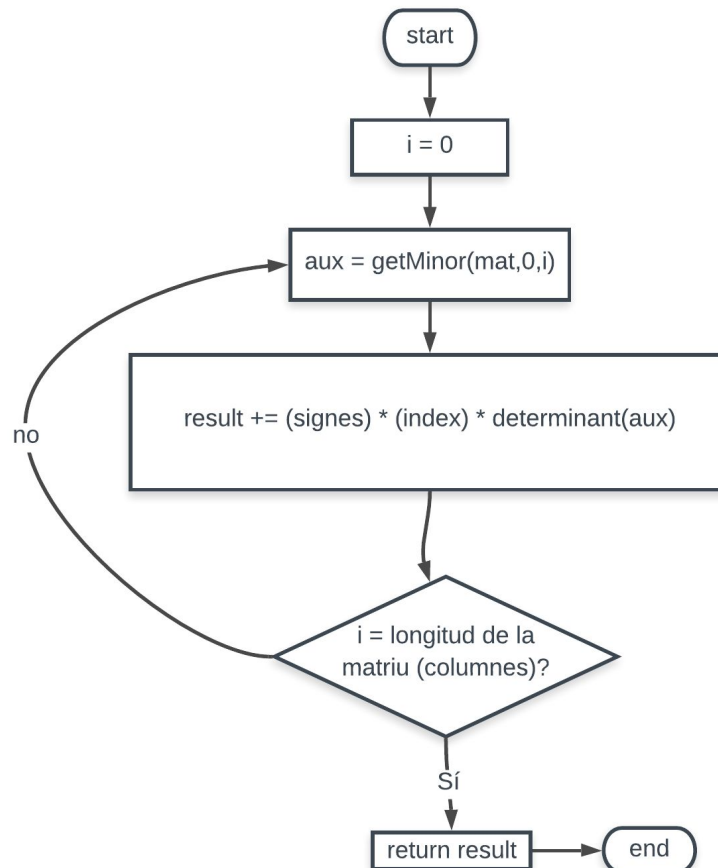 start
i = 0
aux = getMinor(mat,0,i)
result += (signes) * (index) * determinant(aux)
no
i = longitud de la
matriu (columnes)?
Sí
return result
end